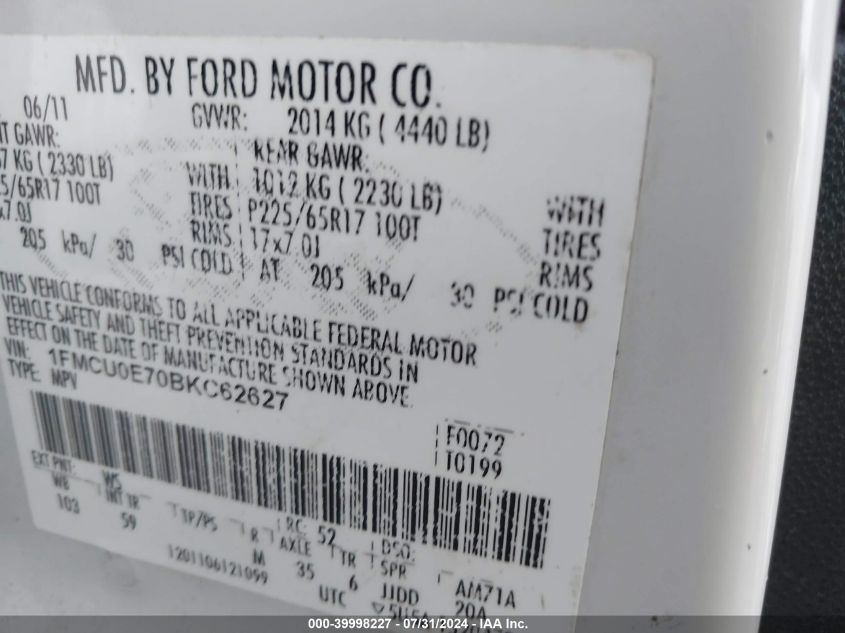 MFD. BY FORD MOTOR CO.
06/11 GVWR: 2014 KG ( 4440 LB)
GAWR: REAR GAWR:
KG ( 2330 LB) WITH 1012 KG ( 2230 LB) WITH
/65R17 100T TIRES P225/65R17 100T TIRES
7.0J RIMS 17x7.0J RIMS
205 kPa/ 30 PSI COLD AT 205 kPa/ 30 PSI COLD
THIS VEHICLE CONFORMS TO ALL APPLICABLE FEDERAL MOTOR
VEHICLE SAFETY AND THEFT PREVENTION STANDARDS IN
EFFECT ON THE DATE OF MANUFACTURE SHOWN ABOVE.
VIN: 1FMCU0E70BKC62627
TYPE: MPV
F0072
T0199
EXT PNT: WS RC: 52 DSO:
WB INT TR TP/PS R AXLE TR SPR AM71A
103 59 M 35 6 JJDD 20A
1201106121099 UTC
000-39998227 - 07/31/2024 - IAA Inc.